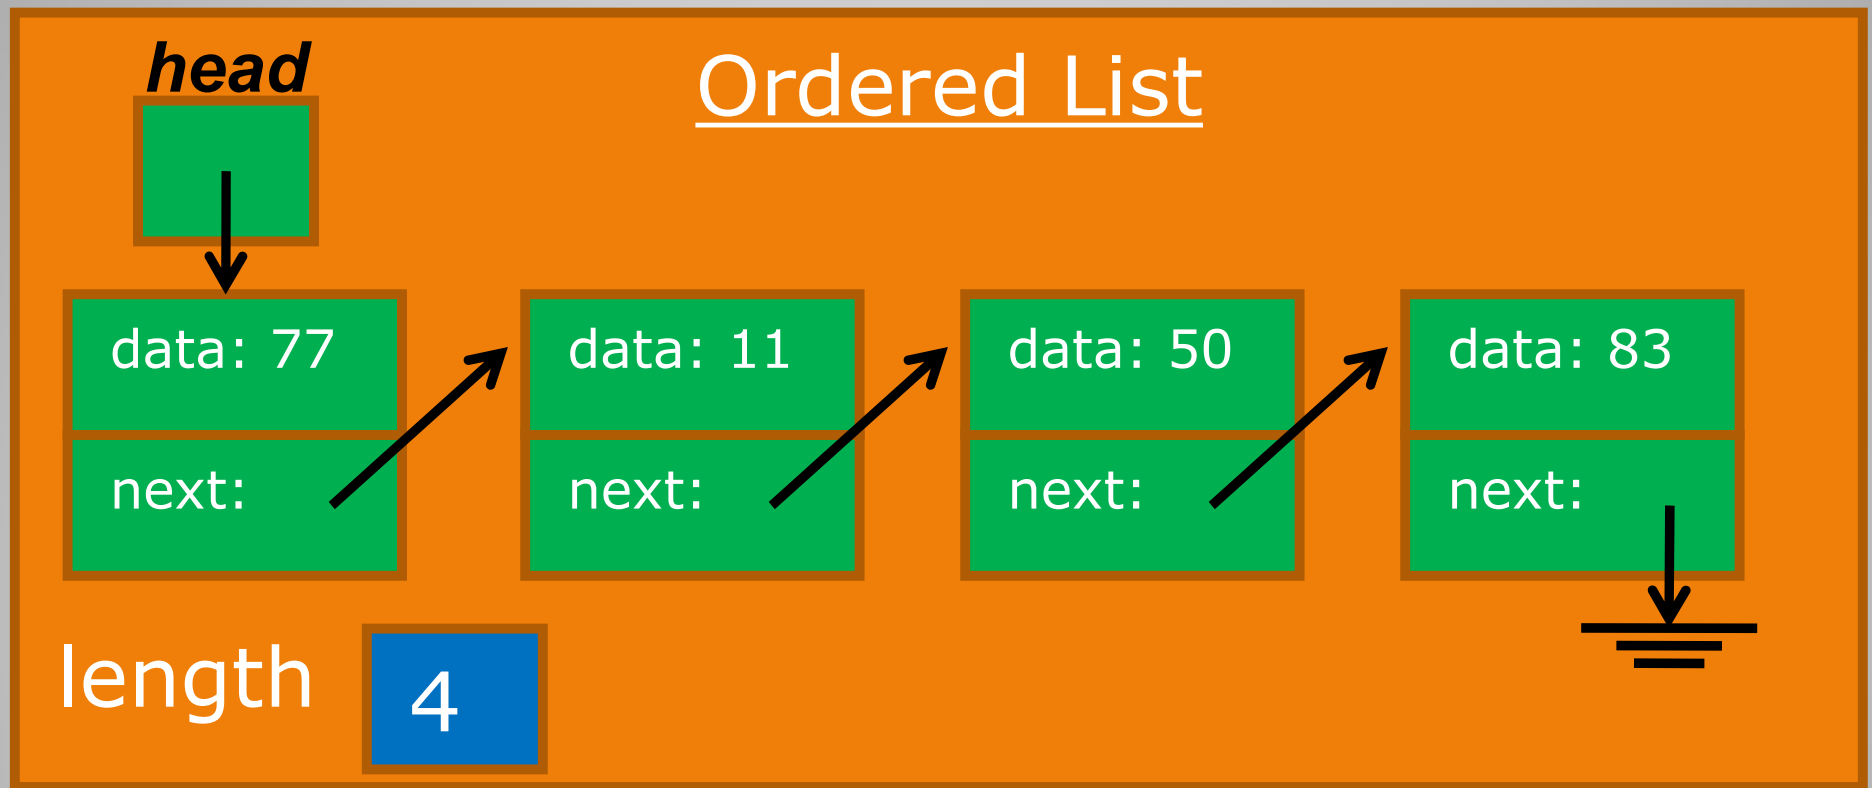 head
Ordered List
data: 77
data: 11
data: 50
data: 83
next:
next:
next:
next:
length
4